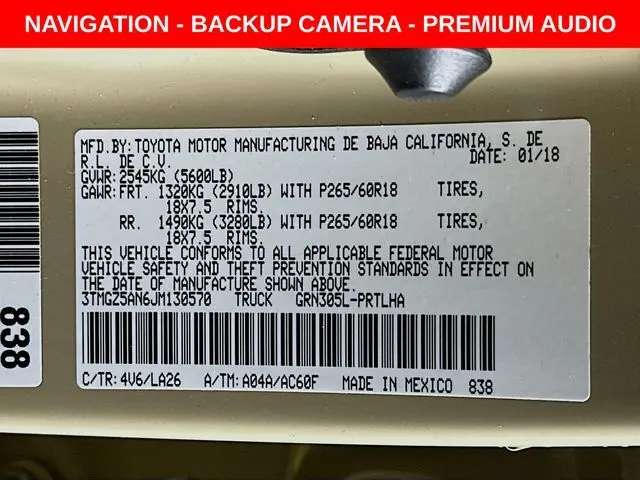 NAVIGATION - BACKUP CAMERA - PREMIUM AUDIO
MFD.BY:TOYOTA MOTOR MANUFACTURING DE BAJA CALIFORNIA, S. DE
R.L. DE C.V. DATE: 01/18
GVWR:2545KG (5600LB)
GAWR:FRT. 1320KG (2910LB) WITH P265/60R18 TIRES,
18X7.5 RIMS.
RR. 1490KG (3280LB) WITH P265/60R18 TIRES,
18X7.5 RIMS.
THIS VEHICLE CONFORMS TO ALL APPLICABLE FEDERAL MOTOR
VEHICLE SAFETY AND THEFT PREVENTION STANDARDS IN EFFECT ON
THE DATE OF MANUFACTURE SHOWN ABOVE.
3TMGZ5AN6JM130570 TRUCK GRN305L-PRTLHA
C/TR:4V6/LA26 A/TM:A04A/AC60F MADE IN MEXICO 838
838